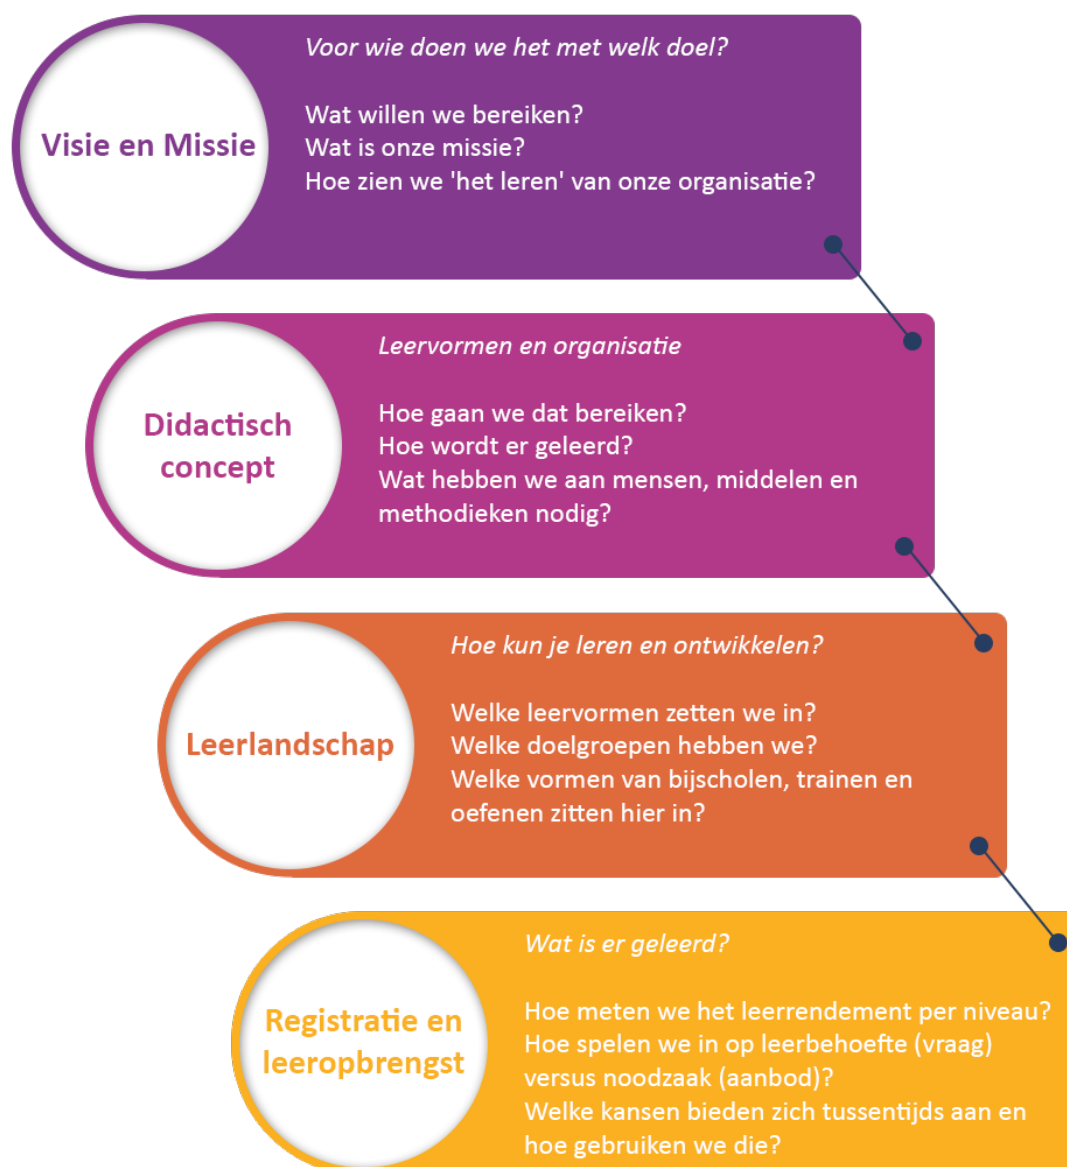 Visie en Missie
Voor wie doen we het met welk doel?
Wat willen we bereiken?
Wat is onze missie?
Hoe zien we 'het leren' van onze organisatie?
Didactisch
concept
Leervormen en organisatie
Hoe gaan we dat bereiken?
Hoe wordt er geleerd?
Wat hebben we aan mensen, middelen en
methodieken nodig?
Leerlandschap
Hoe kun je leren en ontwikkelen?
Welke leervormen zetten we in?
Welke doelgroepen hebben we?
Welke vormen van bijscholen, trainen en
oefenen zitten hier in?
Registratie en
leeropbrengst
Wat is er geleerd?
Hoe meten we het leerrendement per niveau?
Hoe spelen we in op leerbehoefte (vraag)
versus noodzaak (aanbod)?
Welke kansen bieden zich tussentijds aan en
hoe gebruiken we die?